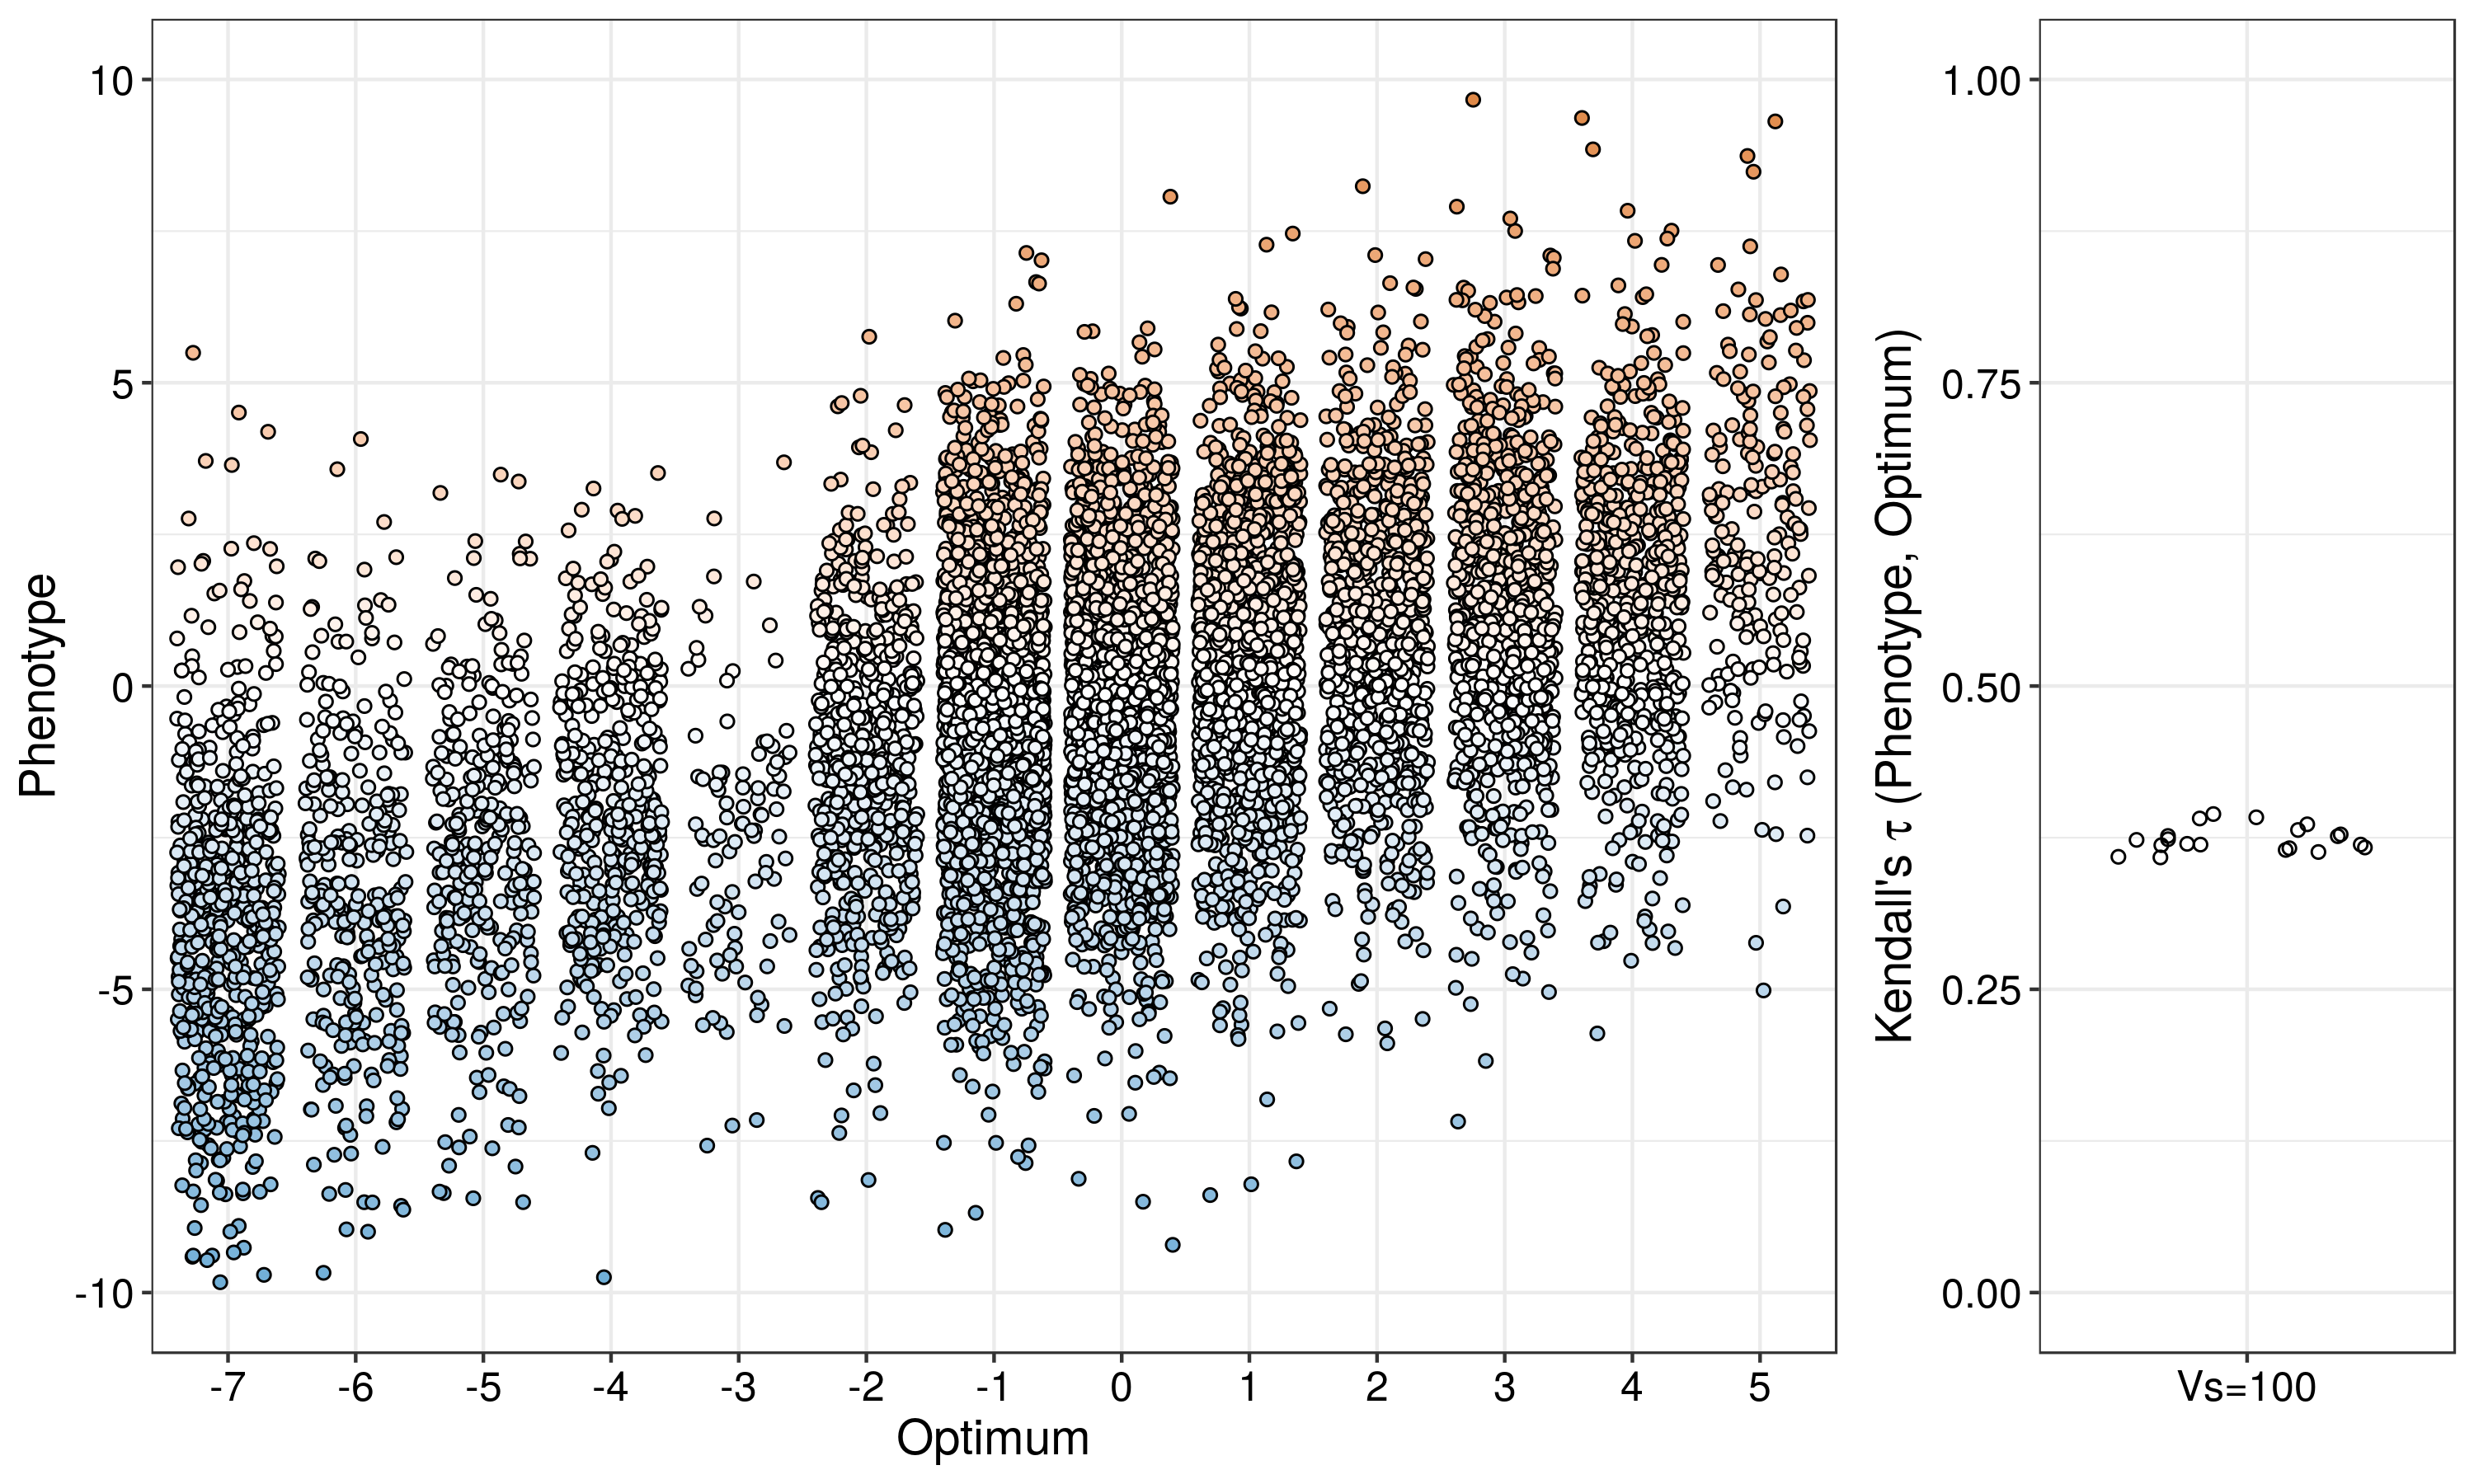 Phenotype
10
5
0
-5
-10
-7 -6 -5 -4 -3 -2 -1 0 1 2 3 4 5
Optimum
Kendall's τ (Phenotype, Optimum)
1.00
0.75
0.50
0.25
0.00
Vs=100